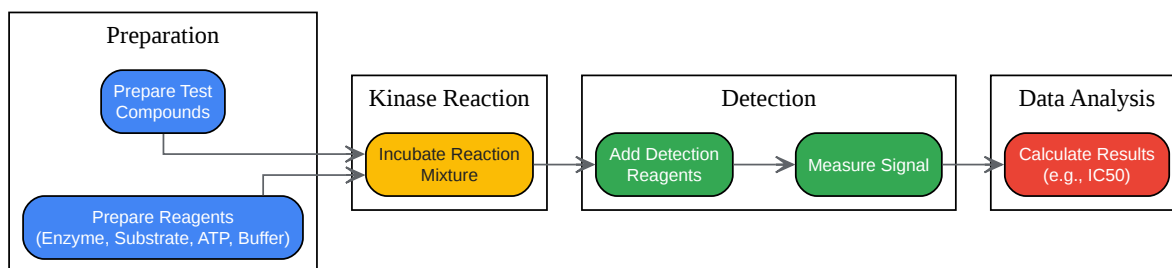 Preparation
Prepare Test
Compounds
Prepare Reagents
(Enzyme, Substrate, ATP, Buffer)
Kinase Reaction
Incubate Reaction
Mixture
Detection
Add Detection
Reagents
Measure Signal
Data Analysis
Calculate Results
(e.g., IC50)